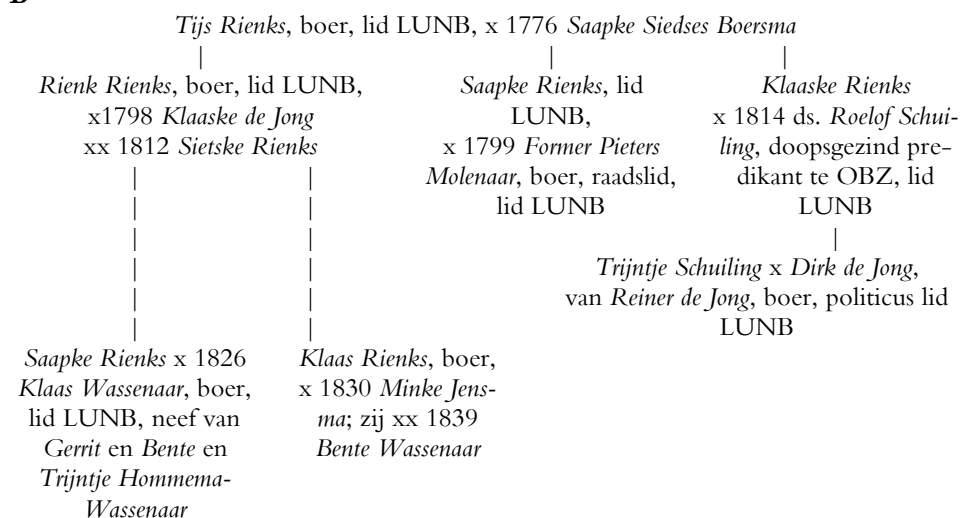 Tijs Rienks, boer, lid LUNB, x 1776 Saapke Siedses Boersma
Rienk Rienks, boer, lid LUNB,
x1798 Klaaske de Jong
xx 1812 Sietske Rienks
Saapke Rienks, lid
LUNB,
x 1799 Former Pieters
Molenaar, boer, raadslid,
lid LUNB
Klaaske Rienks
x 1814 ds. Roelof Schui-
ling, doopsgezind pre-
dikant te OBZ, lid
LUNB
Trijntje Schuiling x Dirk de Jong,
van Reiner de Jong, boer, politicus lid
LUNB
Saapke Rienks x 1826
Klaas Wassenaar, boer,
lid LUNB, neef van
Gerrit en Bente en
Trijntje Hommema-
Wassenaar
Klaas Rienks, boer,
x 1830 Minke Jens-
ma; zij xx 1839
Bente Wassenaar